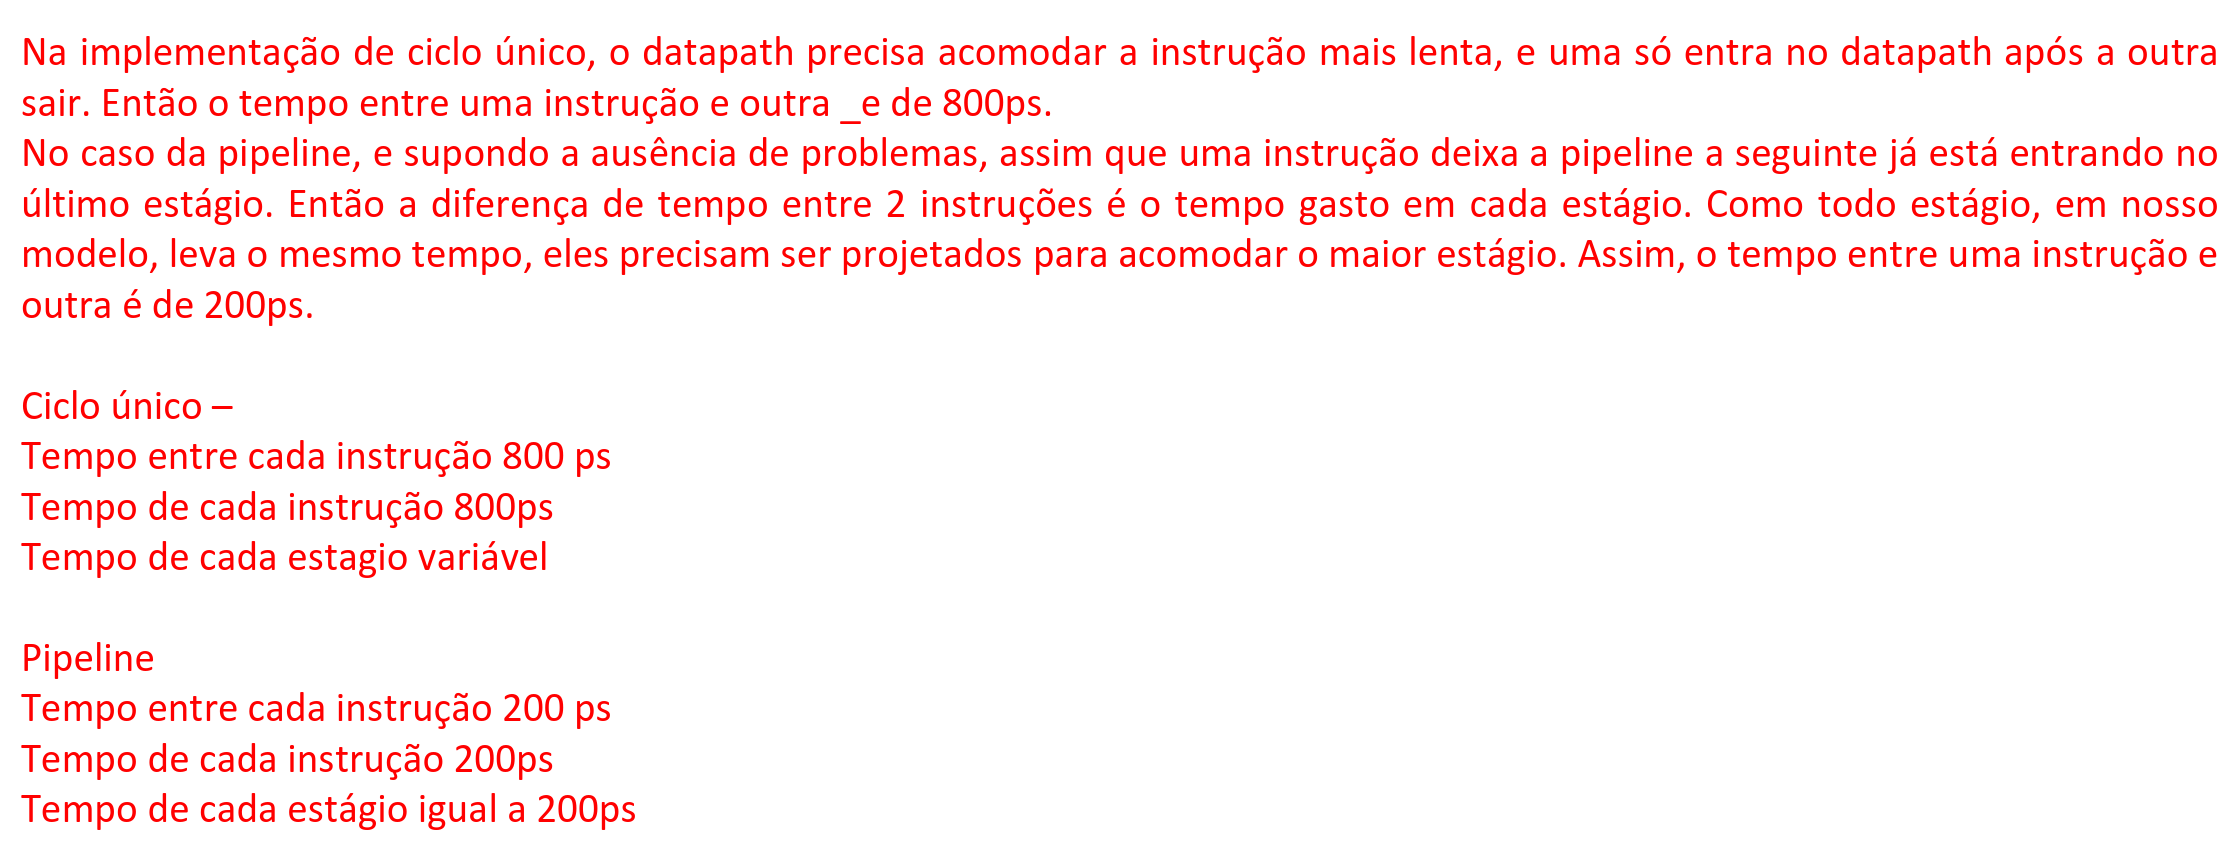 Na implementação de ciclo único, o datapath precisa acomodar a instrução mais lenta, e uma só entra no datapath após a outra
sair. Então o tempo entre uma instrução e outra _e de 800ps.
No caso da pipeline, e supondo a ausência de problemas, assim que uma instrução deixa a pipeline a seguinte já está entrando no
último estágio. Então a diferença de tempo entre 2 instruções é o tempo gasto em cada estágio. Como todo estágio, em nosso
modelo, leva o mesmo tempo, eles precisam ser projetados para acomodar o maior estágio. Assim, o tempo entre uma instrução e
outra é de 200ps.
Ciclo único –
Tempo entre cada instrução 800 ps
Tempo de cada instrução 800ps
Tempo de cada estagio variável
Pipeline
Tempo entre cada instrução 200 ps
Tempo de cada instrução 200ps
Tempo de cada estágio igual a 200ps